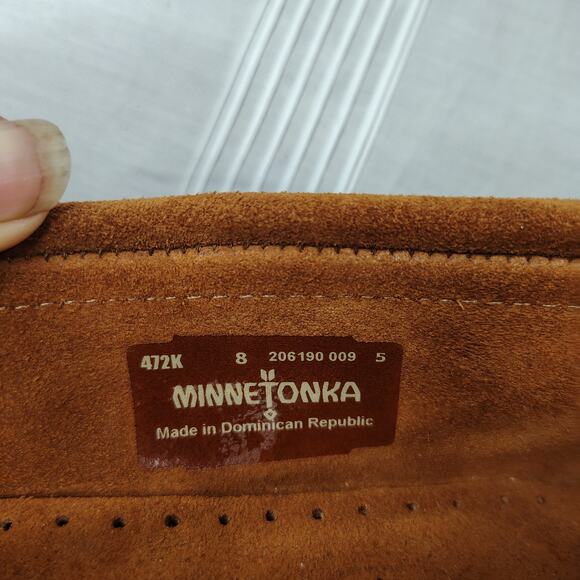 472K 8 206190 009 5
MINNETONKA
Made in Dominican Republic